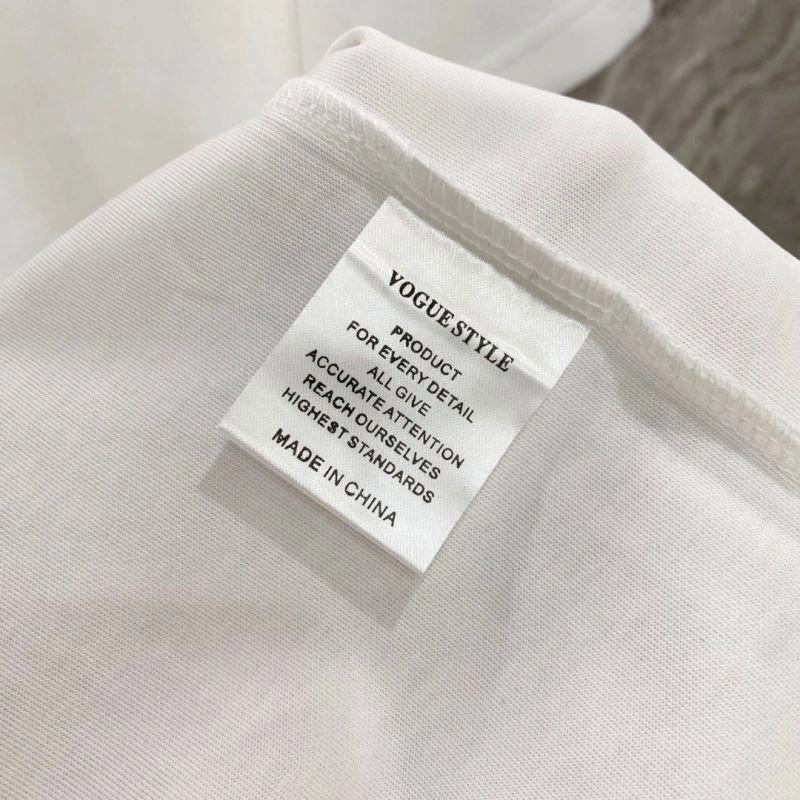 VOGUE STYLE
PRODUCT
FOR EVERY DETAIL
ALL GIVE
ACCURATE ATTENTION
REACH OURSELVES
HIGHEST STANDARDS
MADE IN CHINA